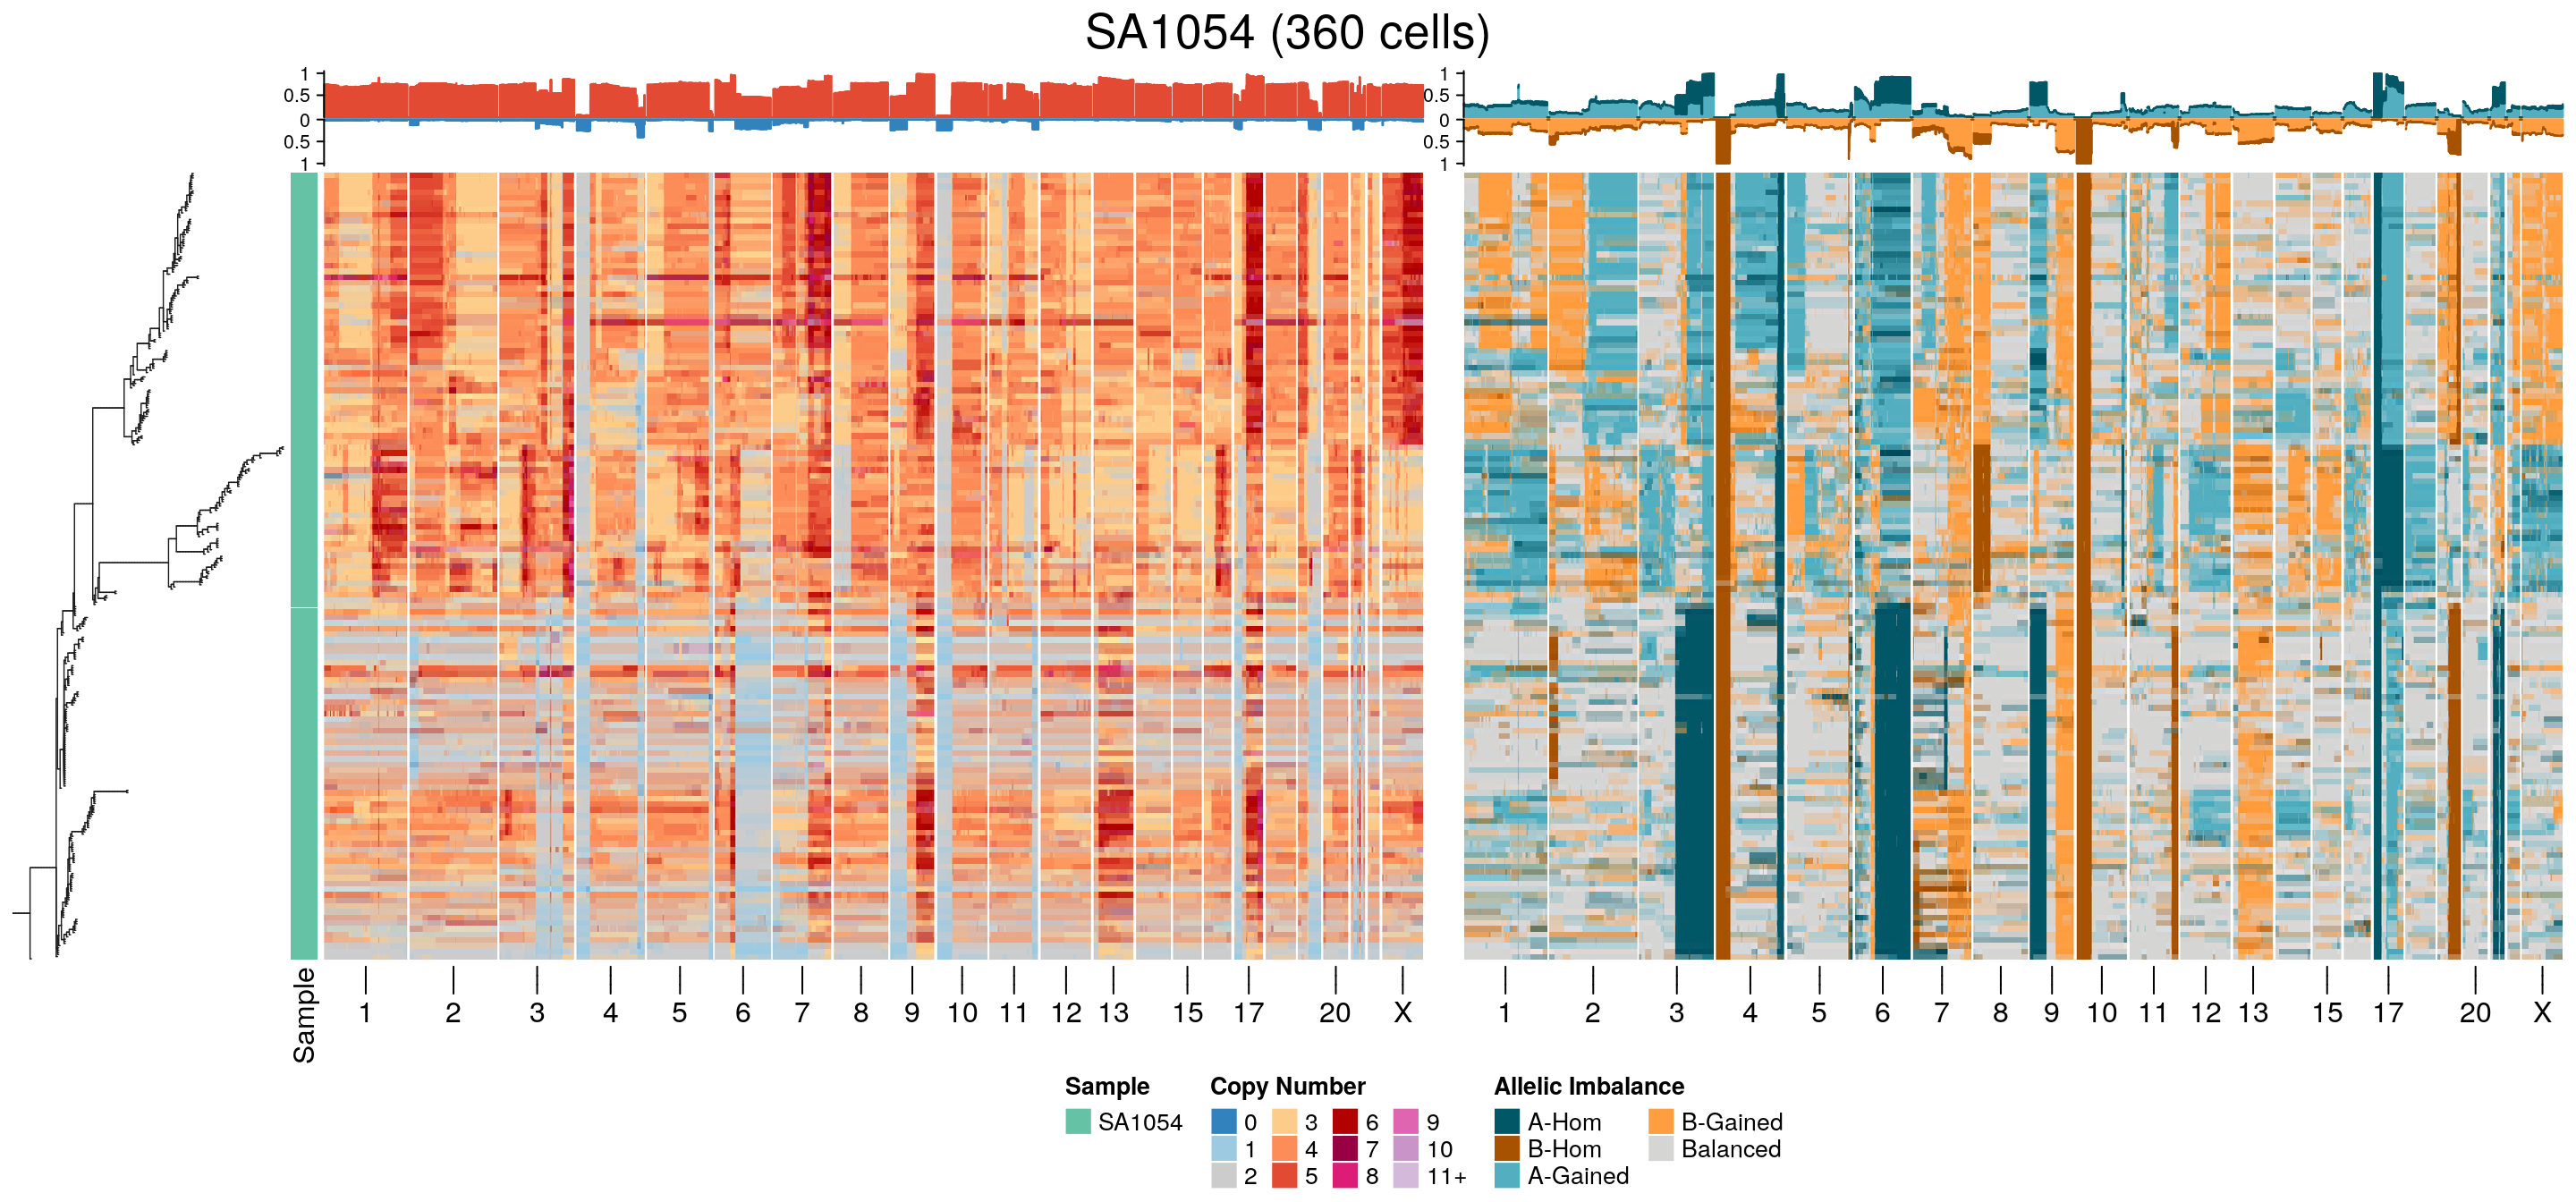 SA1054 (360 cells)
1
0.5
0
0.5
1
1
0.5
0
0.5
1
Sample
1 2 3 4 5 6 7 8 9 10 11 12 13 15 17 20 X
1 2 3 4 5 6 7 8 9 10 11 12 13 15 17 20 X
Sample
SA1054
Copy Number
0 3 6 9
1 4 7 10
2 5 8 11+
Allelic Imbalance
A-Hom B-Gained
B-Hom Balanced
A-Gained